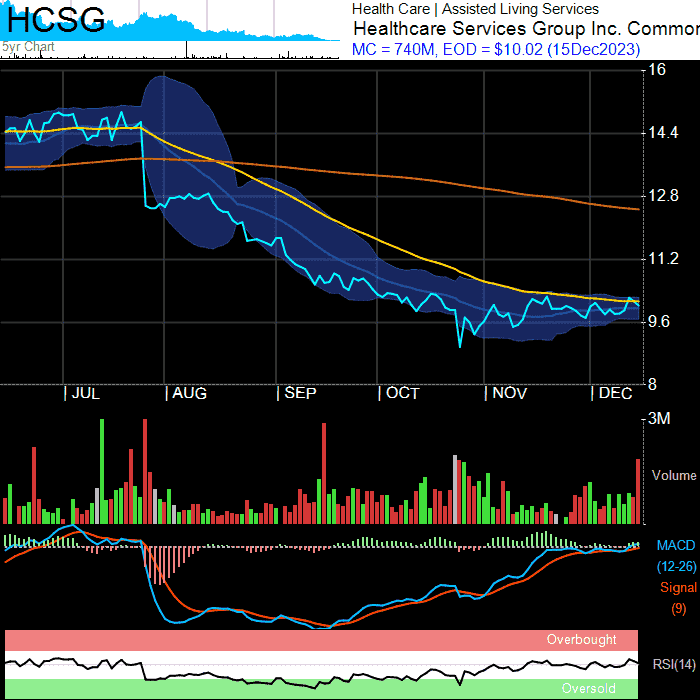 HCSG
5yr Chart
Health Care | Assisted Living Services
Healthcare Services Group Inc. Common
MC = 740M, EOD = $10.02 (15Dec2023)
16
14.4
12.8
11.2
9.6
8
| JUL | AUG | SEP | OCT | NOV | DEC
3M
Volume
MACD
(12-26)
Signal
(9)
Overbought
RSI(14)
Oversold